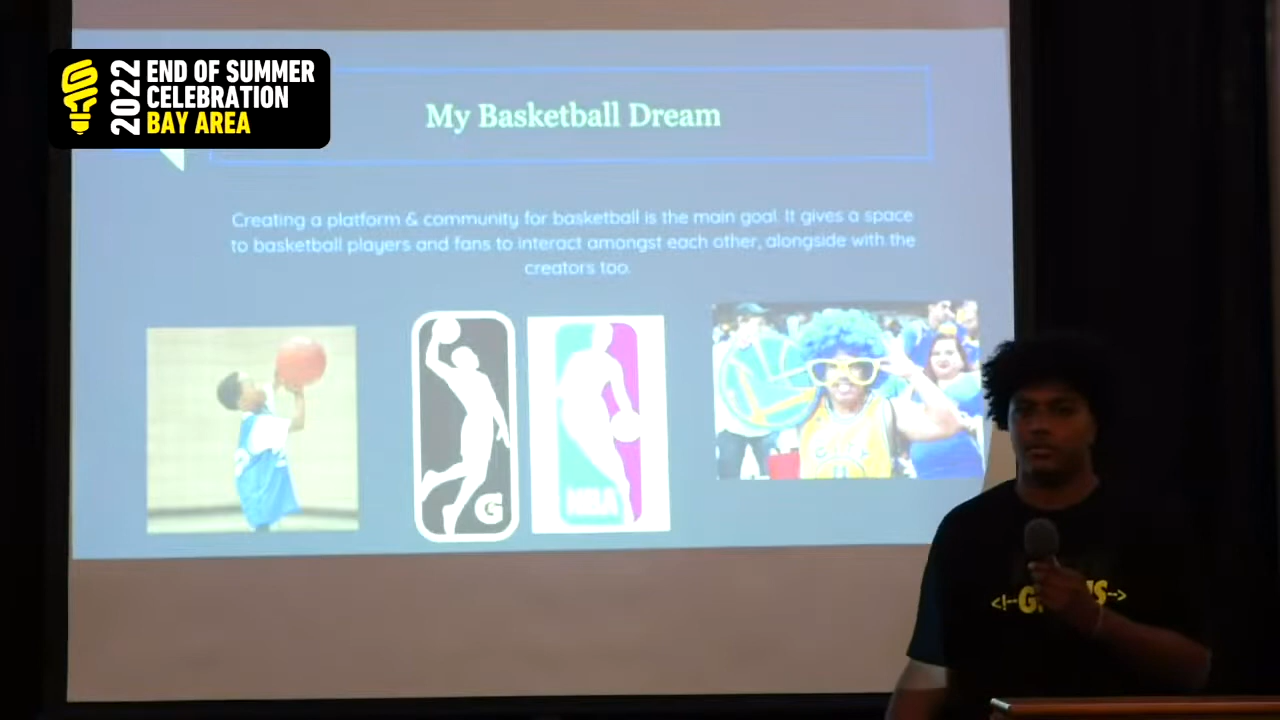 2022
END OF SUMMER
CELEBRATION
BAY AREA
My Basketball Dream
Creating a platform & community for basketball is the main goal. It gives a space
to basketball players and fans to interact amongst each other, alongside with the
creators too.
G
NBA